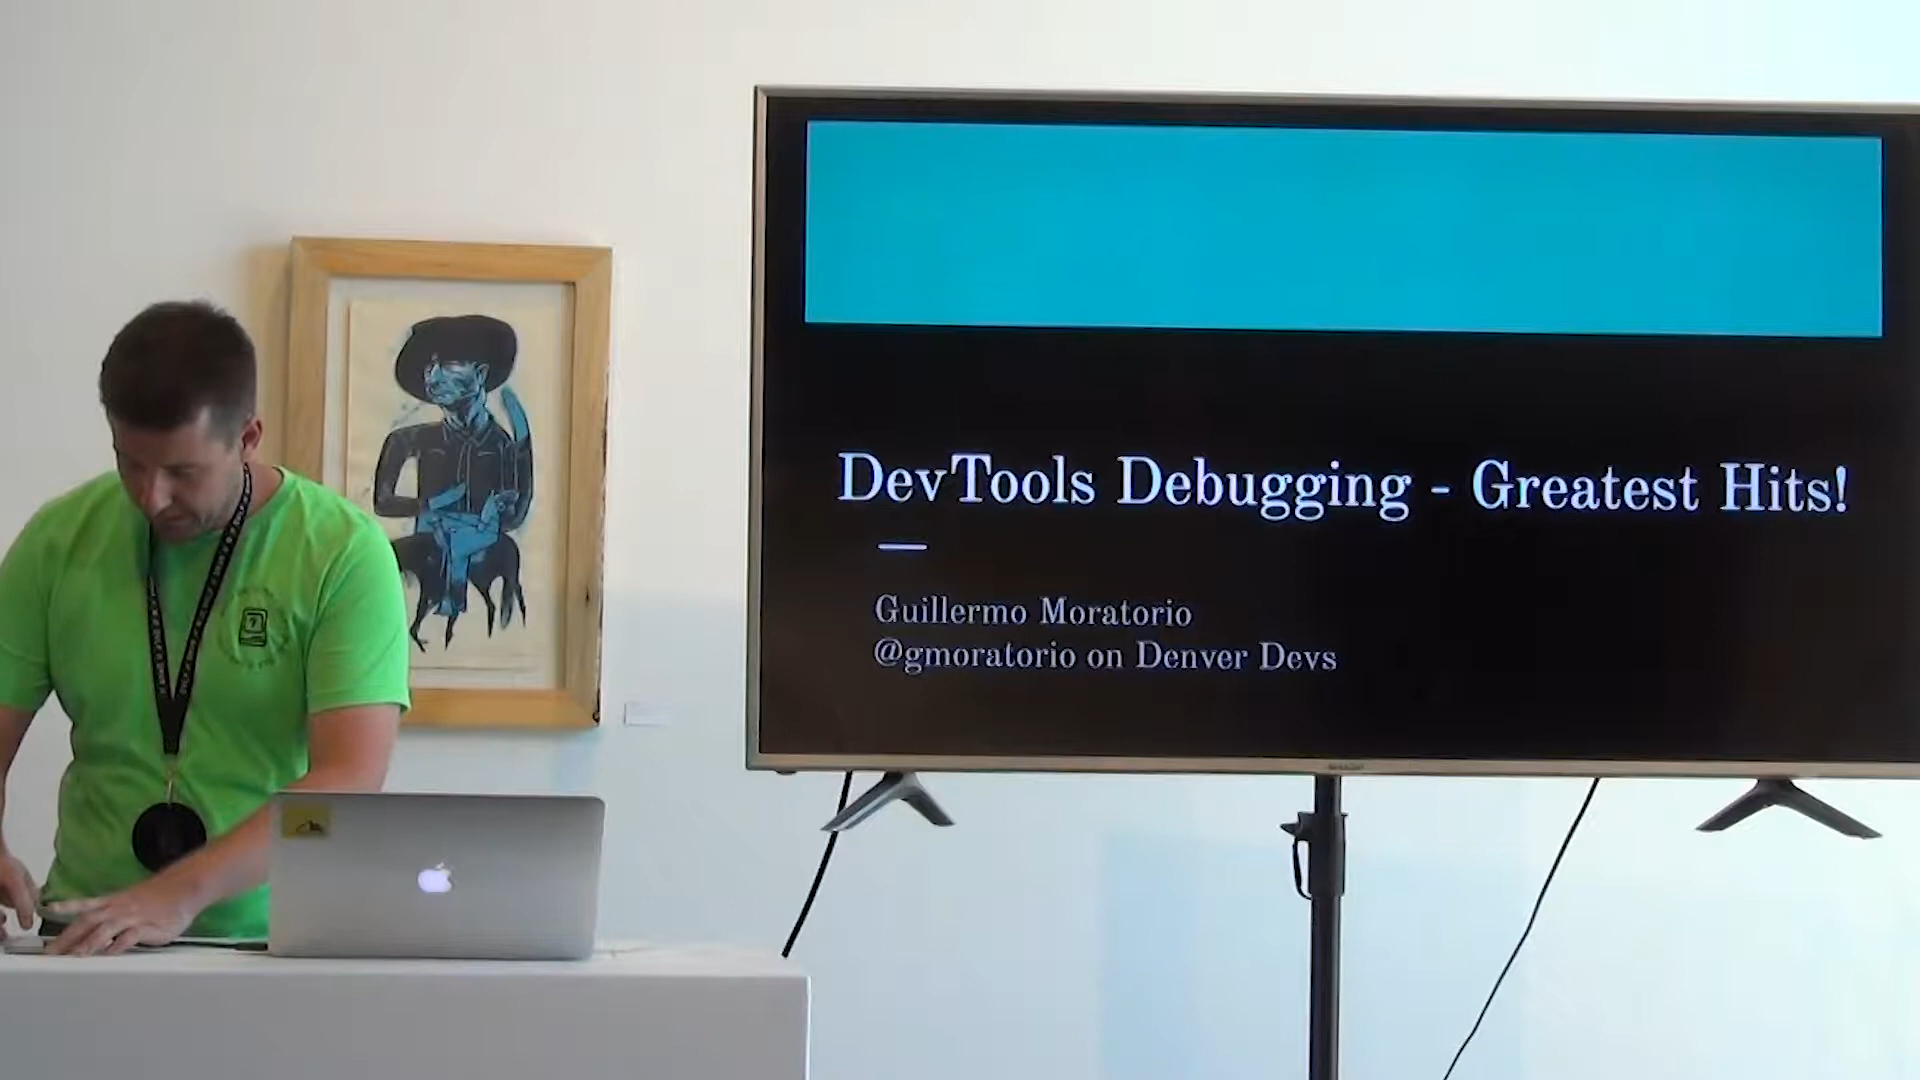 DevTools Debugging - Greatest Hits!
Guillermo Moratorio
@gmoratorio on Denver Devs